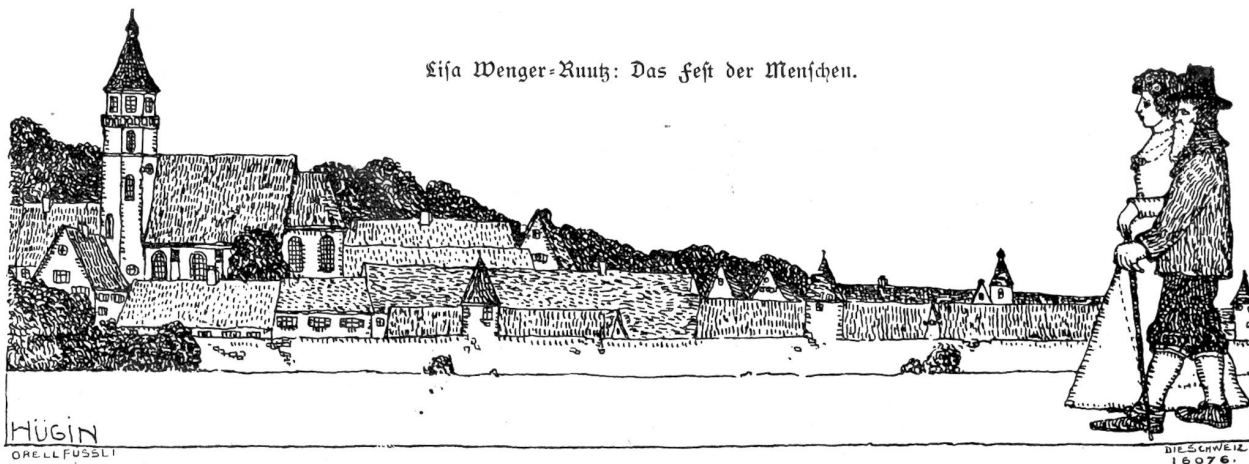 Lisa Wenger-Ruutz: Das Fest der Menschen.
HÜGIN
ORELLFÜSSLI
DIE SCHWEIZ
16076.